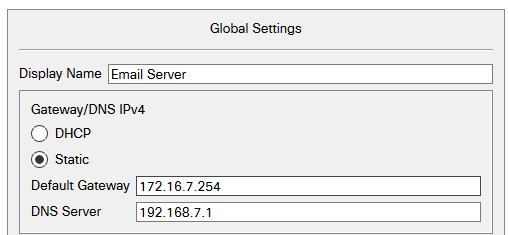 Global Settings
Display Name Email Server
Gateway/DNS IPv4
DHCP
Static
Default Gateway 172.16.7.254
DNS Server 192.168.7.1